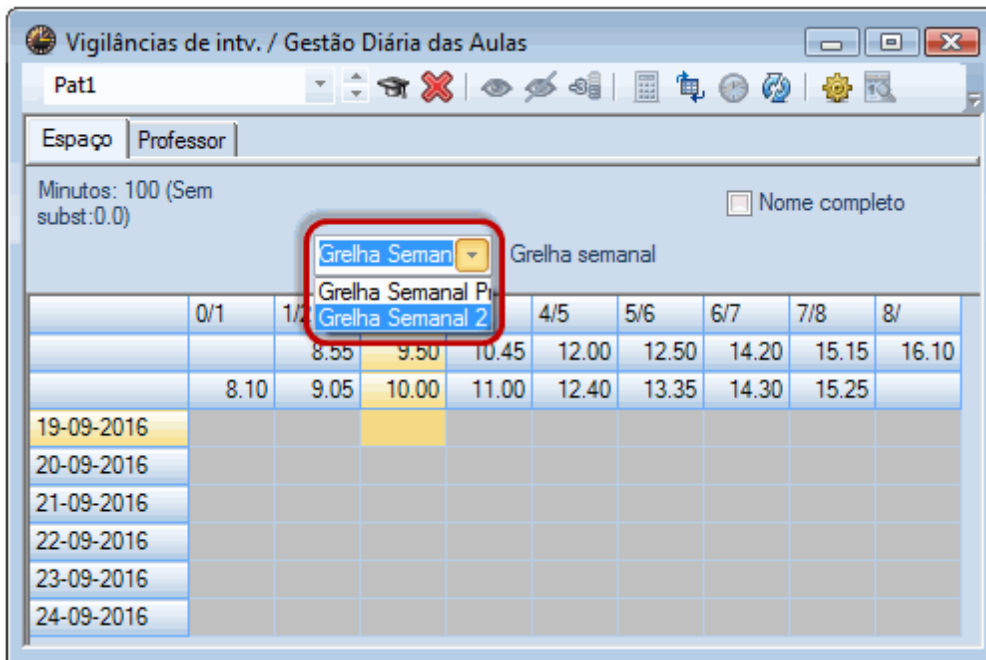 Vigilâncias de intv. / Gestão Diária das Aulas
Pat1
Espaço Professor
Minutos: 100 (Sem
subst:0.0)
Nome completo
Grelha Seman Grelha semanal
Grelha Semanal
Grelha Semanal 2
0/1 4/5 5/6 6/7 7/8 8/
8.55 9.50 10.45 12.00 12.50 14.20 15.15 16.10
8.10 9.05 10.00 11.00 12.40 13.35 14.30 15.25
19-09-2016
20-09-2016
21-09-2016
22-09-2016
23-09-2016
24-09-2016